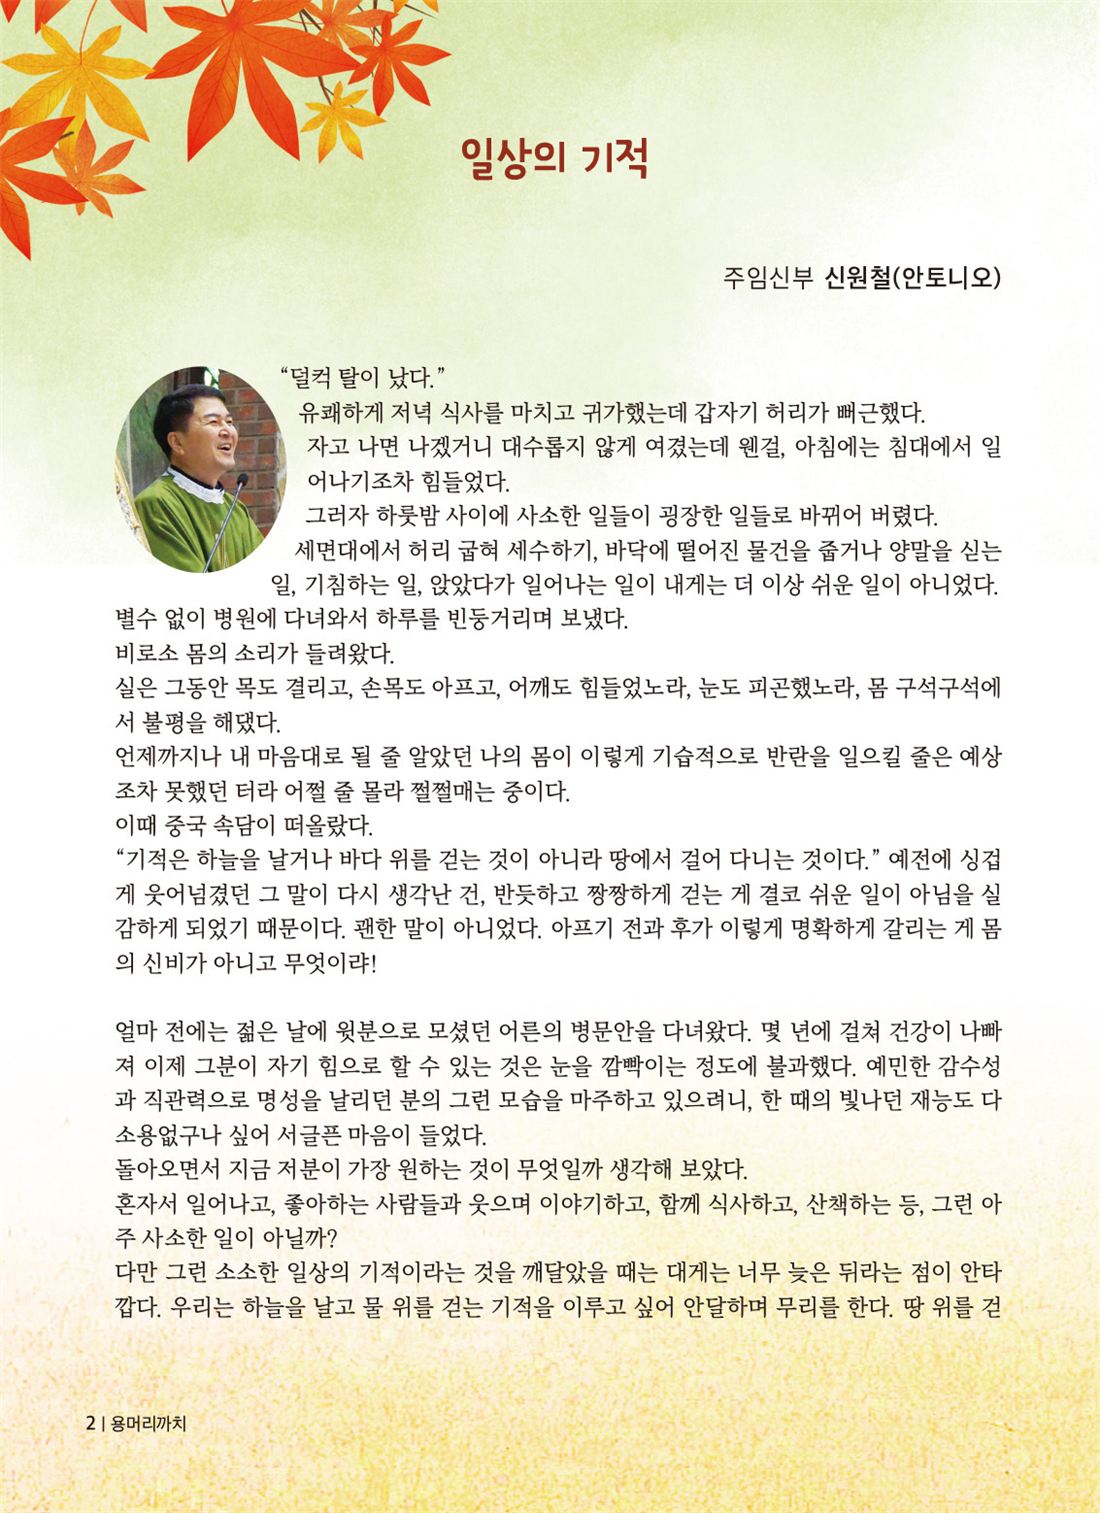 일상의 기적
주임신부 신원철(안토니오)
“덜컥 탈이 났다.”
유쾌하게 저녁 식사를 마치고 귀가했는데 갑자기 허리가 뻐근했다.
자고 나면 나겠거니 대수롭지 않게 여겼는데 웬걸, 아침에는 침대에서 일
어나기조차 힘들었다.
그러자 하룻밤 사이에 사소한 일들이 굉장한 일들로 바뀌어 버렸다.
세면대에서 허리 굽혀 세수하기, 바닥에 떨어진 물건을 줍거나 양말을 신는
일, 기침하는 일, 앉았다가 일어나는 일이 내게는 더 이상 쉬운 일이 아니었다.
별수 없이 병원에 다녀와서 하루를 빈둥거리며 보냈다.
비로소 몸의 소리가 들려왔다.
실은 그동안 목도 결리고, 손목도 아프고, 어깨도 힘들었노라, 눈도 피곤했노라, 몸 구석구석에
서 불평을 해댔다.
언제까지나 내 마음대로 될 줄 알았던 나의 몸이 이렇게 기습적으로 반란을 일으킬 줄은 예상
조차 못했던 터라 어쩔 줄 몰라 쩔쩔매는 중이다.
이때 중국 속담이 떠올랐다.
“기적은 하늘을 날거나 바다 위를 걷는 것이 아니라 땅에서 걸어 다니는 것이다.” 예전에 싱겁
게 웃어넘겼던 그 말이 다시 생각난 건, 반듯하고 짱짱하게 걷는 게 결코 쉬운 일이 아님을 실
감하게 되었기 때문이다. 괜한 말이 아니었다. 아프기 전과 후가 이렇게 명확하게 갈리는 게 몸
의 신비가 아니고 무엇이랴!
얼마 전에는 젊은 날에 윗분으로 모셨던 어른의 병문안을 다녀왔다. 몇 년에 걸쳐 건강이 나빠
져 이제 그분이 자기 힘으로 할 수 있는 것은 눈을 깜빡이는 정도에 불과했다. 예민한 감수성
과 직관력으로 명성을 날리던 분의 그런 모습을 마주하고 있으려니, 한 때의 빛나던 재능도 다
소용없구나 싶어 서글픈 마음이 들었다.
돌아오면서 지금 저분이 가장 원하는 것이 무엇일까 생각해 보았다.
혼자서 일어나고, 좋아하는 사람들과 웃으며 이야기하고, 함께 식사하고, 산책하는 등, 그런 아
주 사소한 일이 아닐까?
다만 그런 소소한 일상의 기적이라는 것을 깨달았을 때는 대게는 너무 늦은 뒤라는 점이 안타
깝다. 우리는 하늘을 날고 물 위를 걷는 기적을 이루고 싶어 안달하며 무리를 한다. 땅 위를 걷
2 | 용머리까치